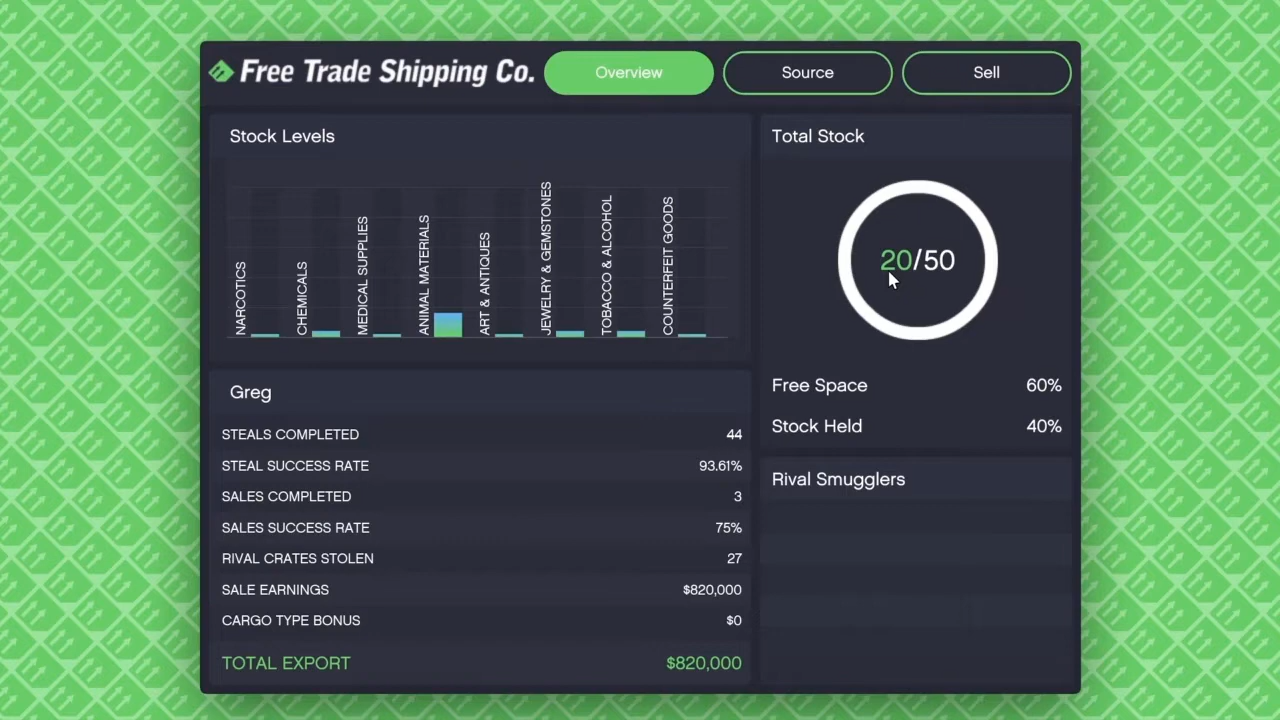 Free Trade Shipping Co.
Overview
Source
Sell
Stock Levels
NARCOTICS
CHEMICALS
MEDICAL SUPPLIES
ANIMAL MATERIALS
ART & ANTIQUES
JEWELRY & GEMSTONES
TOBACCO & ALCOHOL
COUNTERFEIT GOODS
Total Stock
20/50
Free Space 60%
Stock Held 40%
Greg
STEALS COMPLETED 44
STEAL SUCCESS RATE 93.61%
SALES COMPLETED 3
SALES SUCCESS RATE 75%
RIVAL CRATES STOLEN 27
SALE EARNINGS $820,000
CARGO TYPE BONUS $0
TOTAL EXPORT $820,000
Rival Smugglers